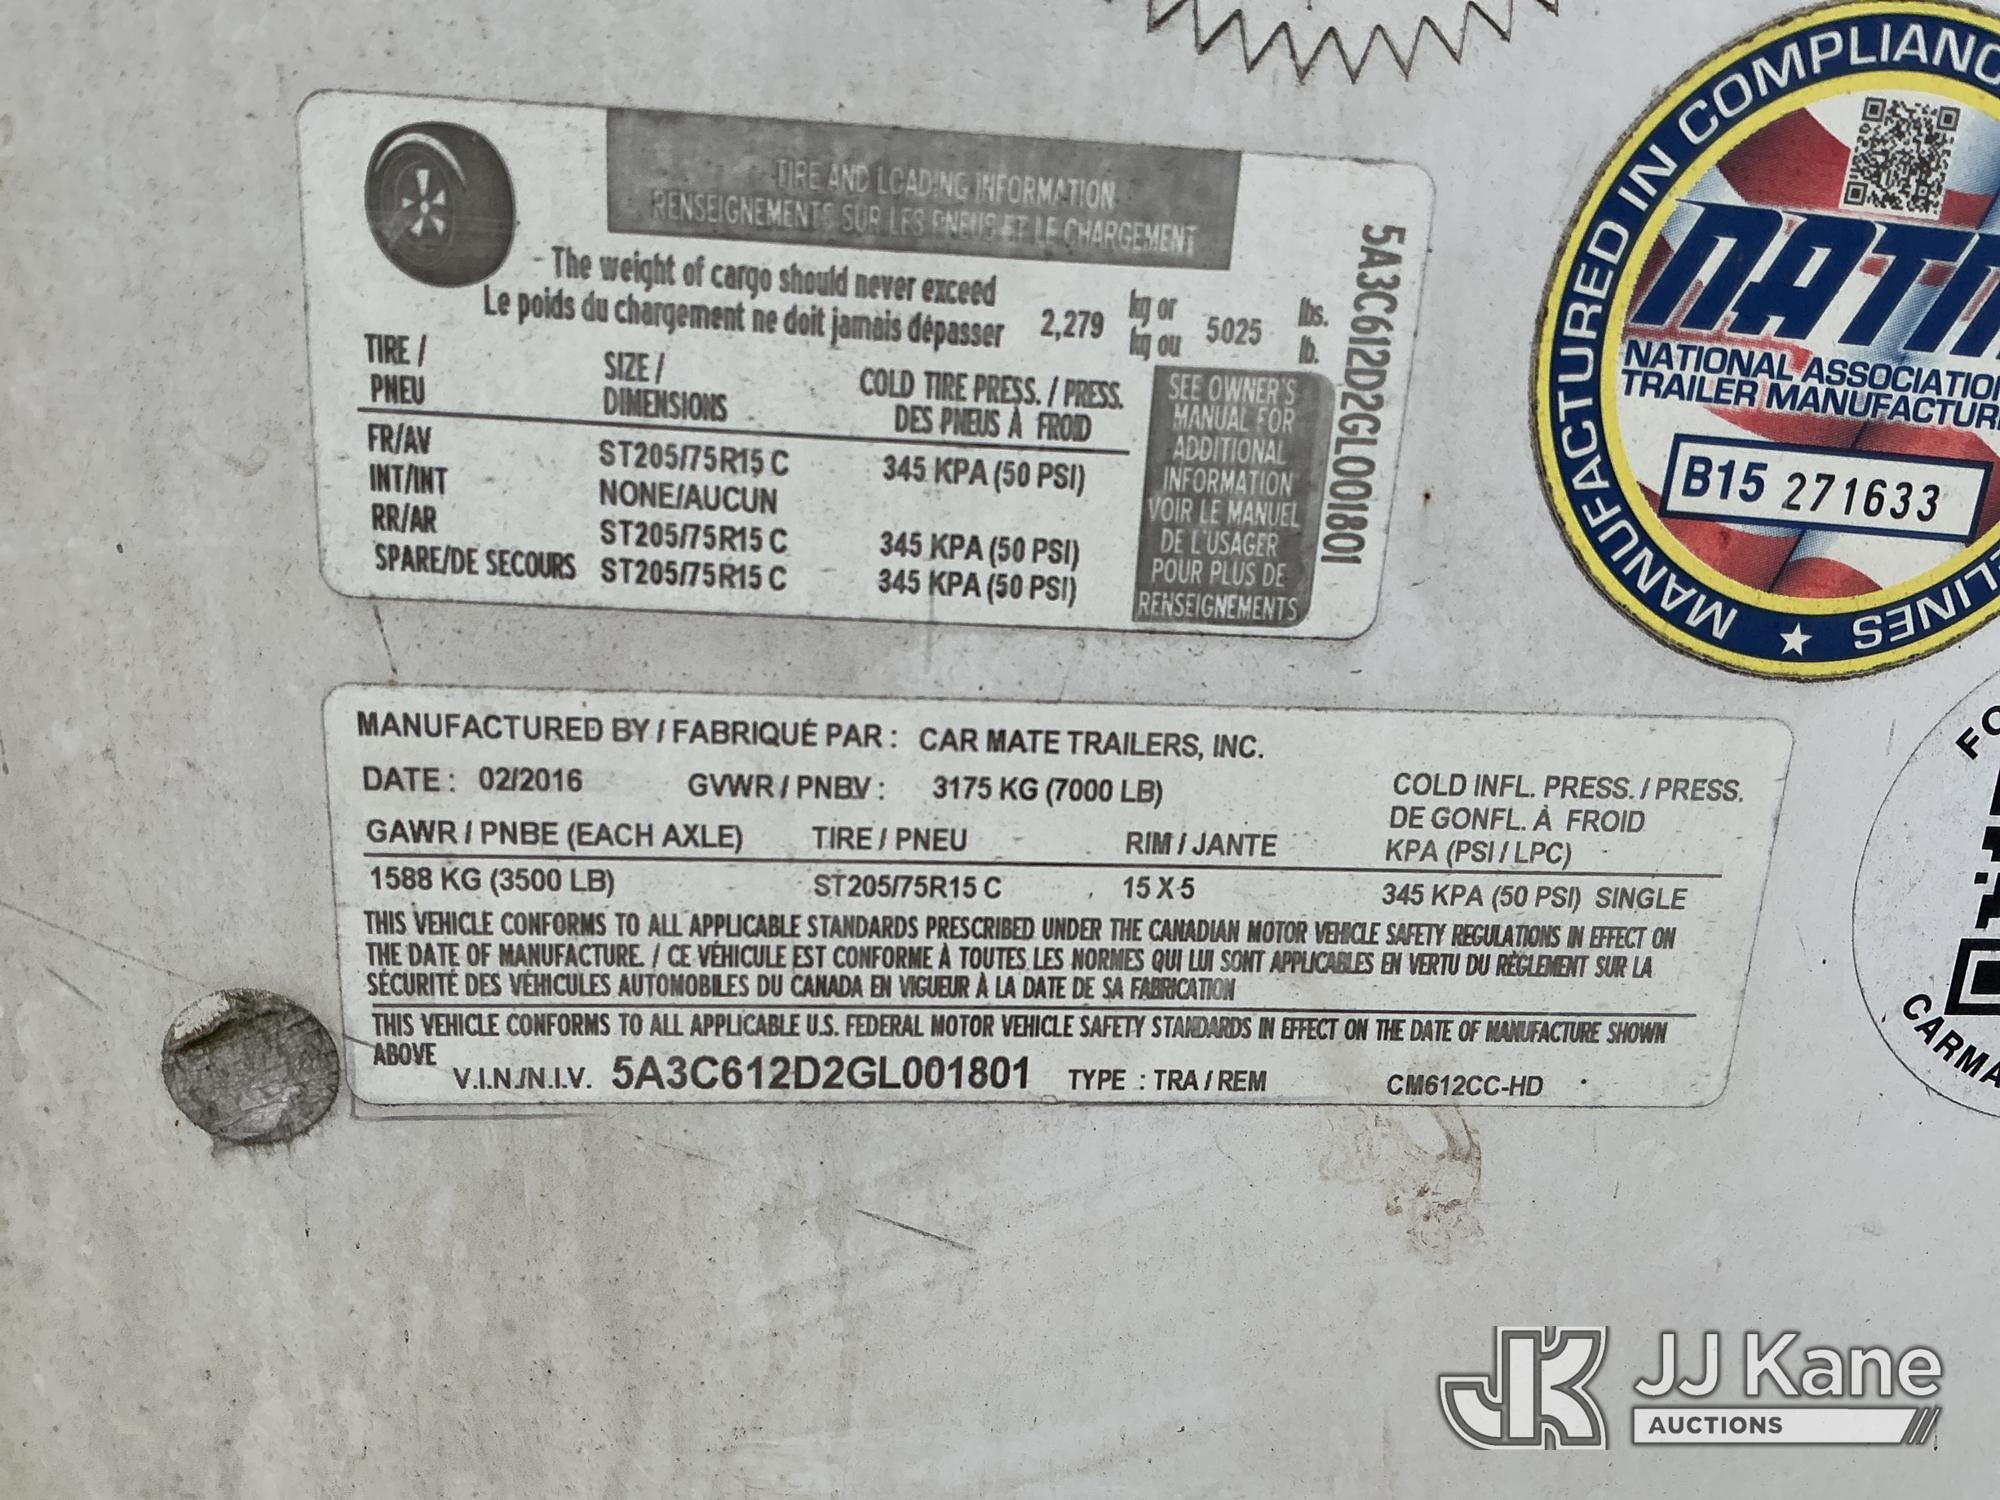 TIRE AND LOADING INFORMATION
RENSEIGNEMENTS SUR LES PNEUS ET LE CHARGEMENT
The weight of cargo should never exceed
Le poids du chargement ne doit jamais dépasser
2,279 kg or 5025 lbs.
kg ou lb.
TIRE / SIZE / COLD TIRE PRESS. / PRESS.
PNEU DIMENSIONS DES PNEUS À FROID
FR/AV ST205/75R15 C 345 KPA (50 PSI)
INT/INT NONE/AUCUN
RR/AR ST205/75R15 C 345 KPA (50 PSI)
SPARE/DE SECOURS ST205/75R15 C 345 KPA (50 PSI)
SEE OWNER'S
MANUAL FOR
ADDITIONAL
INFORMATION
VOIR LE MANUEL
DE L'USAGER
POUR PLUS DE
RENSEIGNEMENTS
5A3C612D2GL001801
MANUFACTURED IN COMPLIANC
NATM
NATIONAL ASSOCIATION
TRAILER MANUFACTUR
B15 271633
ELINES
MANUFACTURED BY / FABRIQUÉ PAR : CAR MATE TRAILERS, INC.
DATE : 02/2016 GVWR / PNBV : 3175 KG (7000 LB)
COLD INFL. PRESS. / PRESS.
DE GONFL. À FROID
GAWR / PNBE (EACH AXLE) TIRE / PNEU RIM / JANTE KPA (PSI / LPC)
1588 KG (3500 LB) ST205/75R15 C 15 X 5 345 KPA (50 PSI) SINGLE
THIS VEHICLE CONFORMS TO ALL APPLICABLE STANDARDS PRESCRIBED UNDER THE CANADIAN MOTOR VEHICLE SAFETY REGULATIONS IN EFFECT ON
THE DATE OF MANUFACTURE. / CE VÉHICULE EST CONFORME À TOUTES LES NORMES QUI LUI SONT APPLICABLES EN VERTU DU RÈGLEMENT SUR LA
SÉCURITÉ DES VÉHICULES AUTOMOBILES DU CANADA EN VIGUEUR À LA DATE DE SA FABRICATION
THIS VEHICLE CONFORMS TO ALL APPLICABLE U.S. FEDERAL MOTOR VEHICLE SAFETY STANDARDS IN EFFECT ON THE DATE OF MANUFACTURE SHOWN
ABOVE
V.I.N./N.I.V. 5A3C612D2GL001801 TYPE : TRA / REM CM612CC-HD
FO
CARMA
JK JJ Kane
AUCTIONS